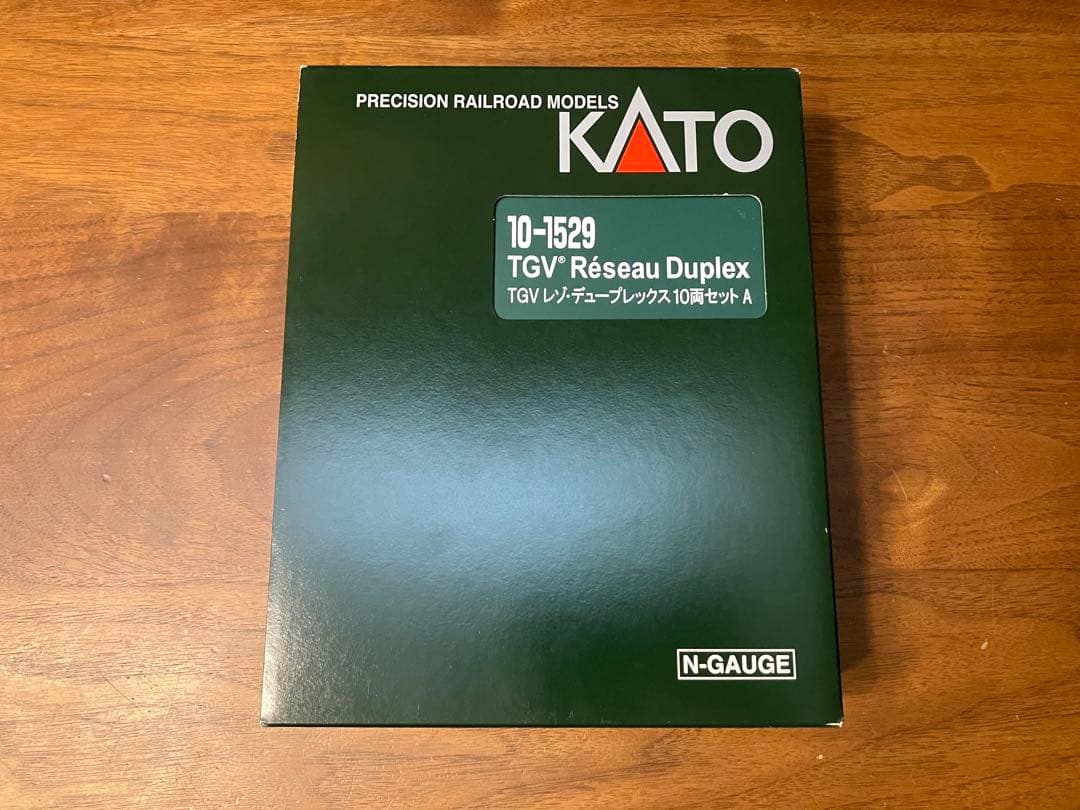 PRECISION RAILROAD MODELS
KATO
10-1529
TGV® Réseau Duplex
TGV レゾ・デュープレックス 10両セット A
N-GAUGE